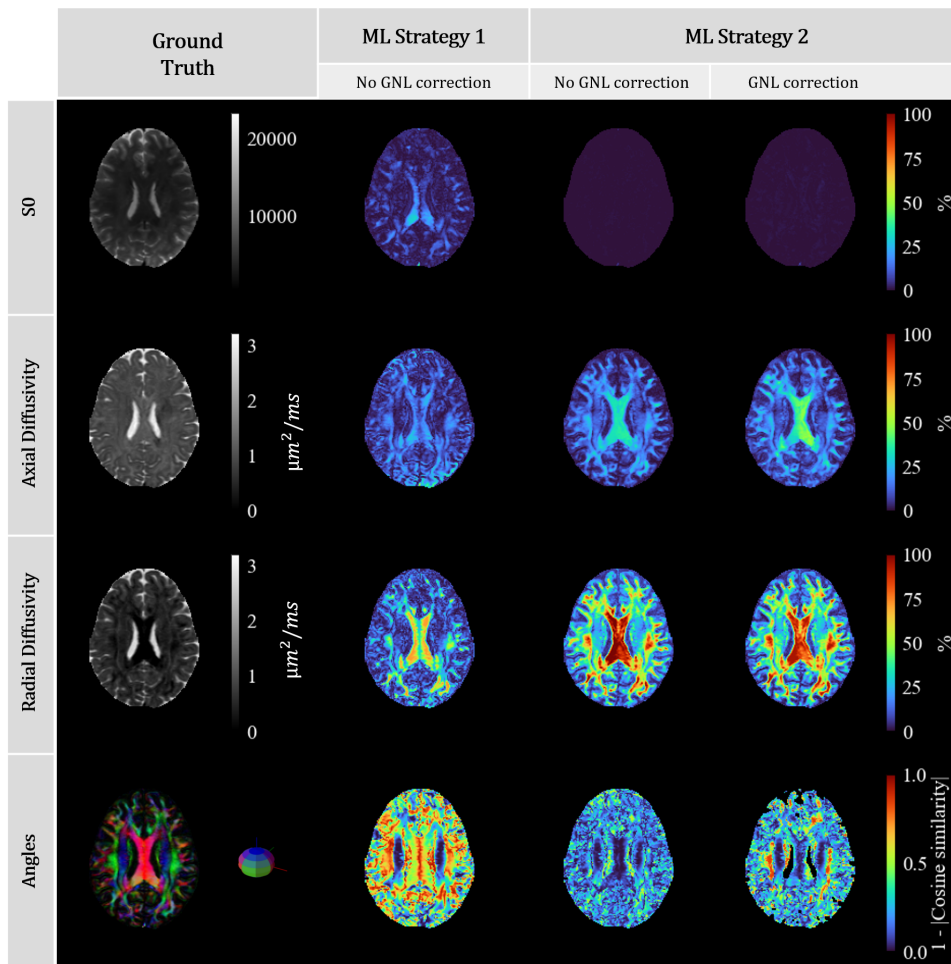 Ground
Truth
ML Strategy 1
ML Strategy 2
No GNL correction
No GNL correction
GNL correction
S0
20000
10000
100
75
50
25
0
%
Axial Diffusivity
3
2
1
0
μm²/ms
100
75
50
25
0
%
Radial Diffusivity
3
2
1
0
μm²/ms
100
75
50
25
0
%
Angles
1.0
0.5
0.0
1 - |Cosine similarity|